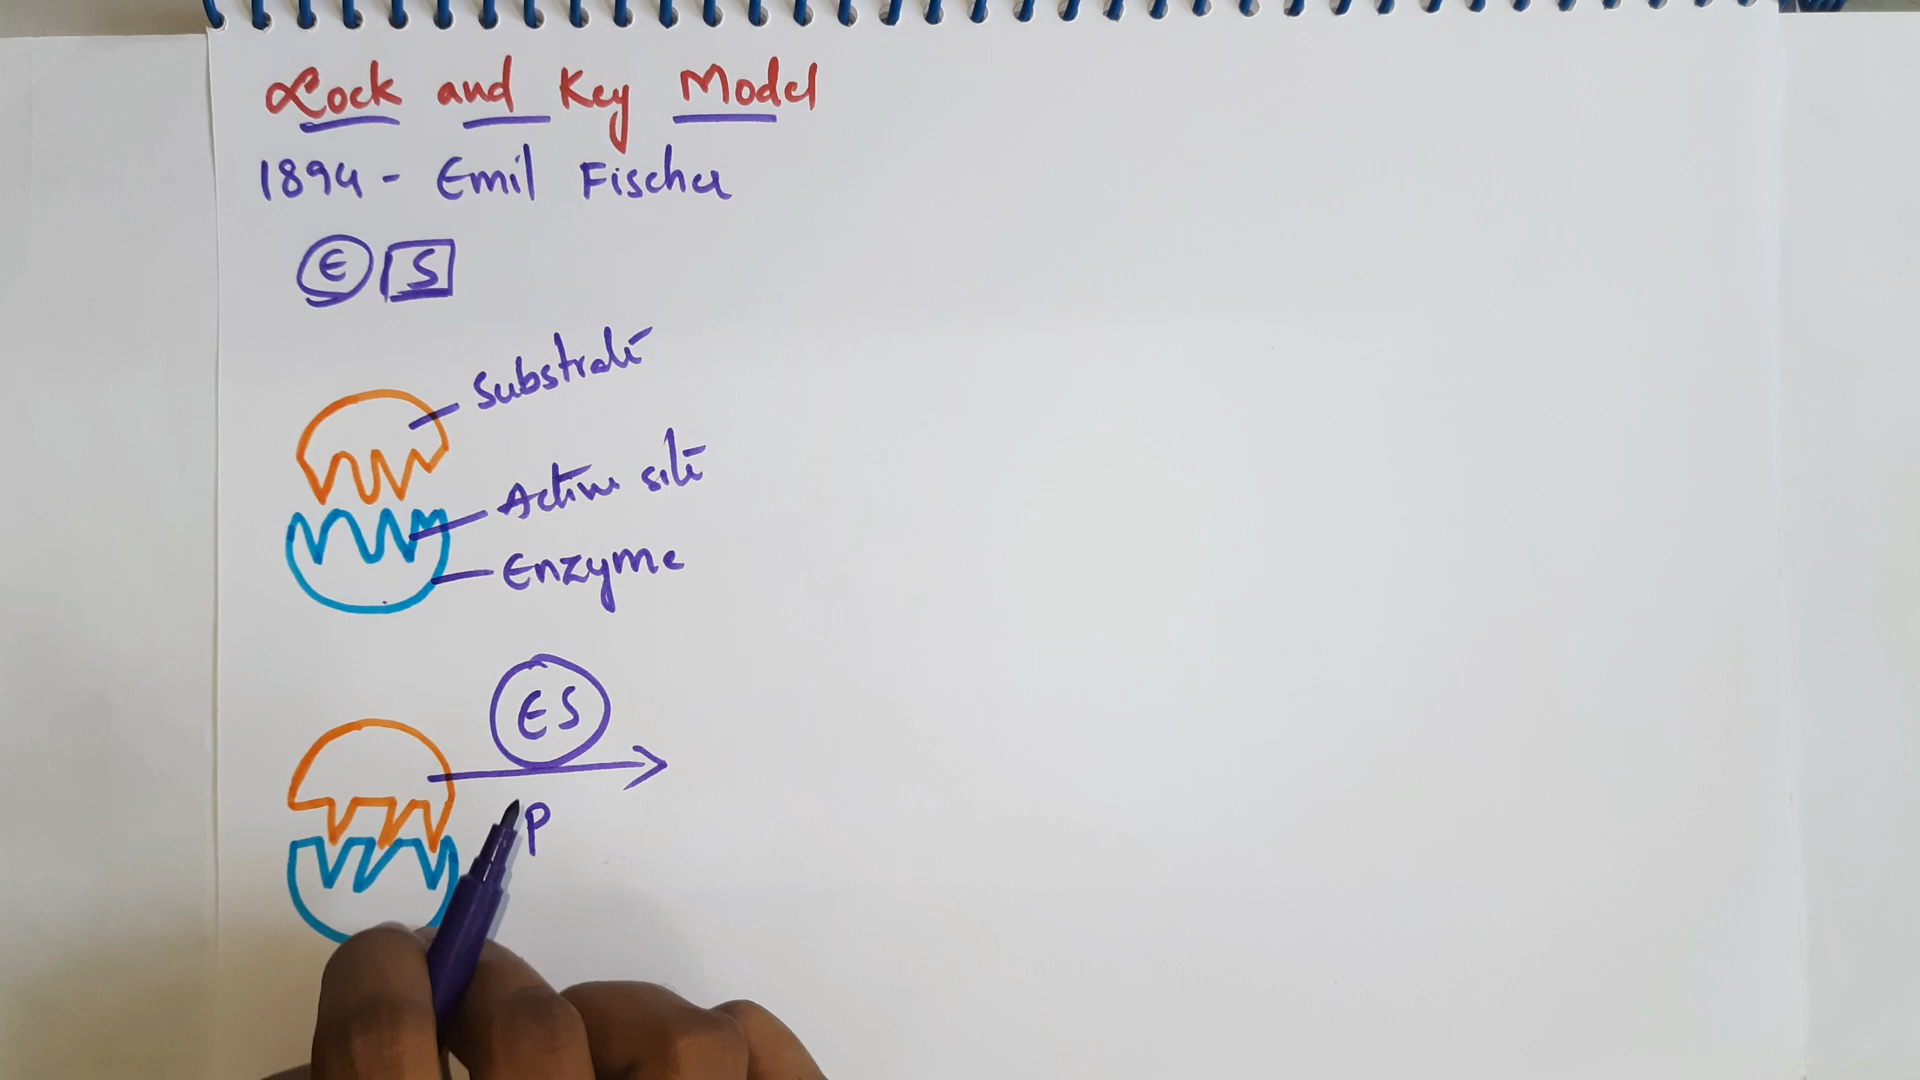 Lock and Key Model
1894 - Emil Fischer
E S
Substrate
Active site
Enzyme
ES
P